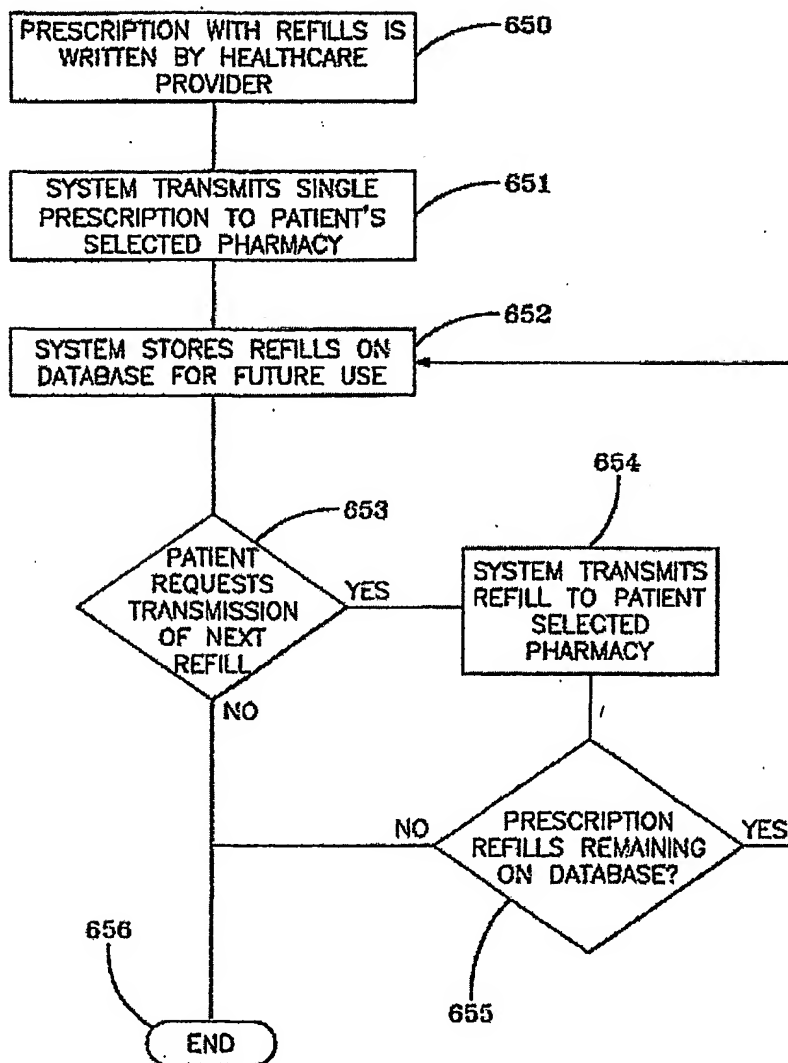 PRESCRIPTION WITH REFILLS IS
WRITTEN BY HEALTHCARE
PROVIDER
650
SYSTEM TRANSMITS SINGLE
PRESCRIPTION TO PATIENT'S
SELECTED PHARMACY
651
652
SYSTEM STORES REFILLS ON
DATABASE FOR FUTURE USE
653
PATIENT
REQUESTS
TRANSMISSION
OF NEXT
REFILL
YES
NO
654
SYSTEM TRANSMITS
REFILL TO PATIENT
SELECTED
PHARMACY
NO
PRESCRIPTION
REFILLS REMAINING
ON DATABASE?
YES
655
656
END